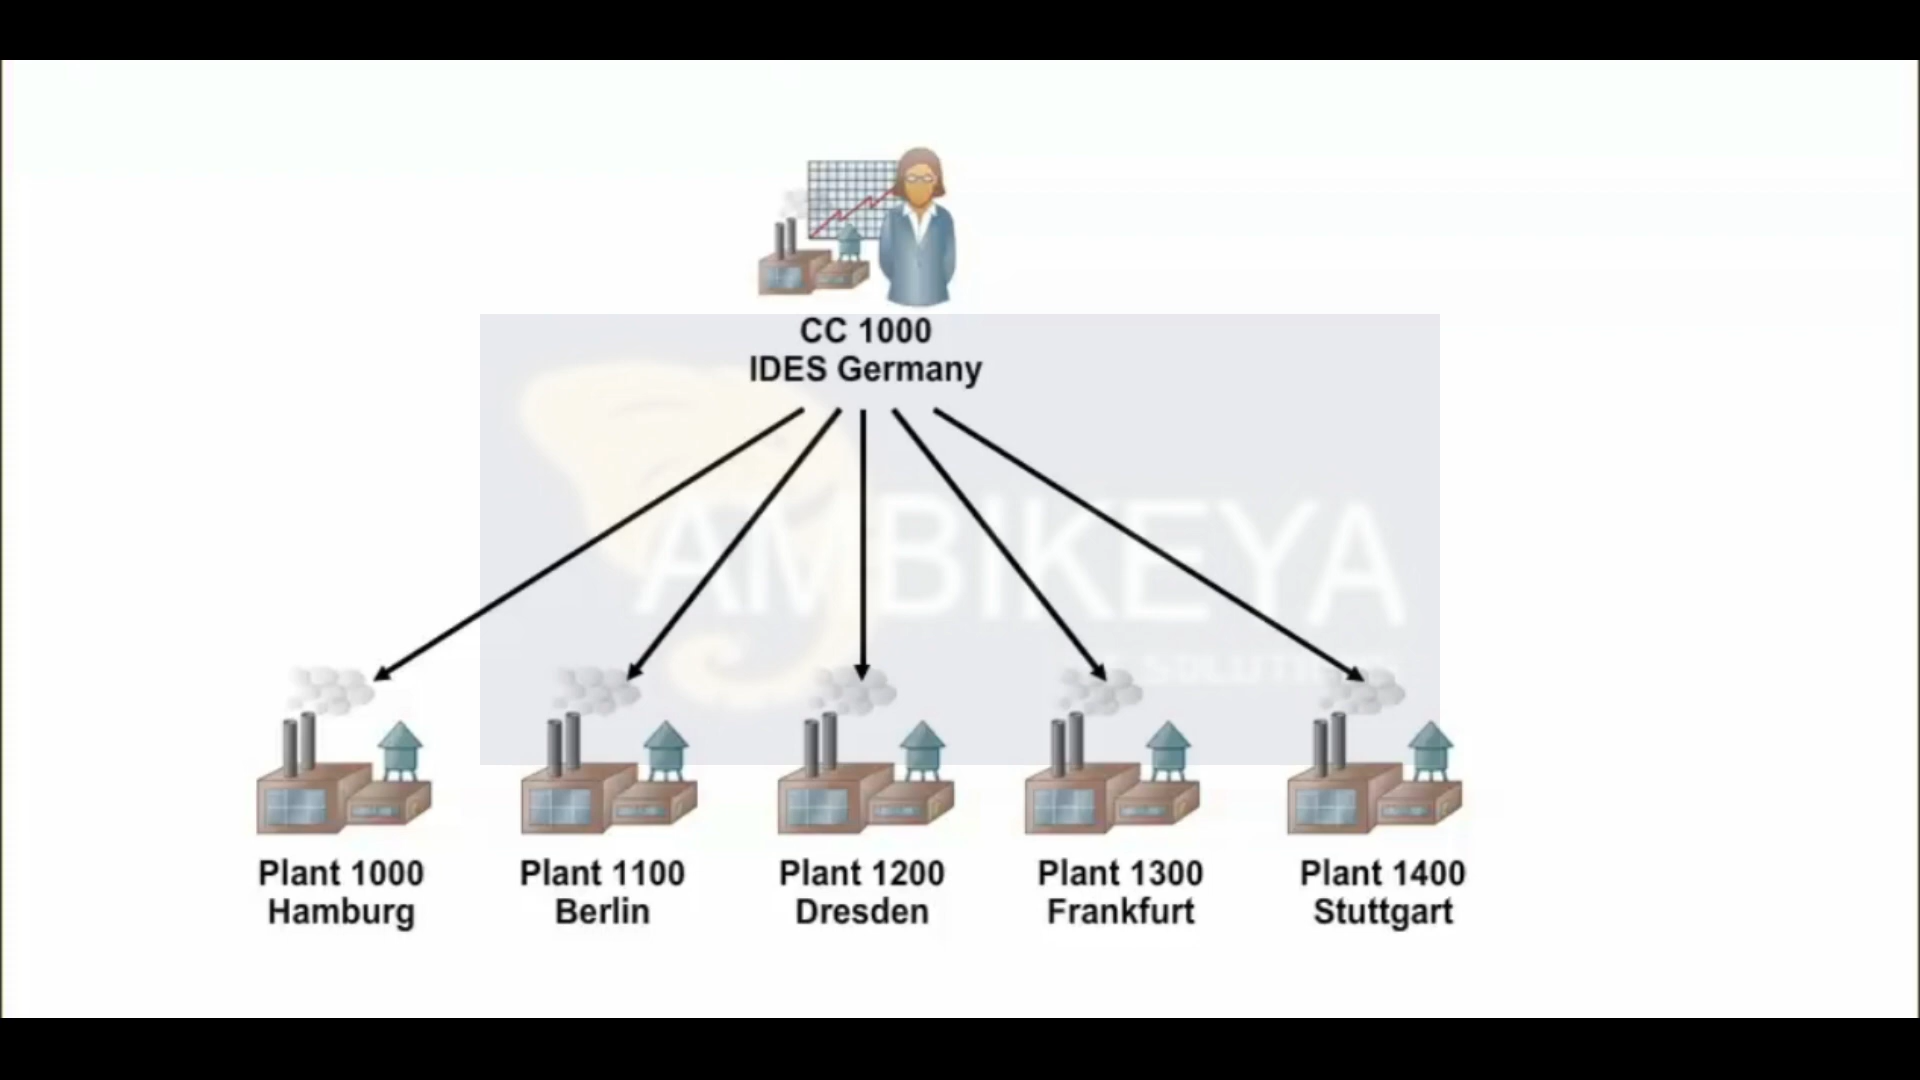 CC 1000
IDES Germany
AMBIKEYA
SOLUTIONS
Plant 1000
Hamburg
Plant 1100
Berlin
Plant 1200
Dresden
Plant 1300
Frankfurt
Plant 1400
Stuttgart